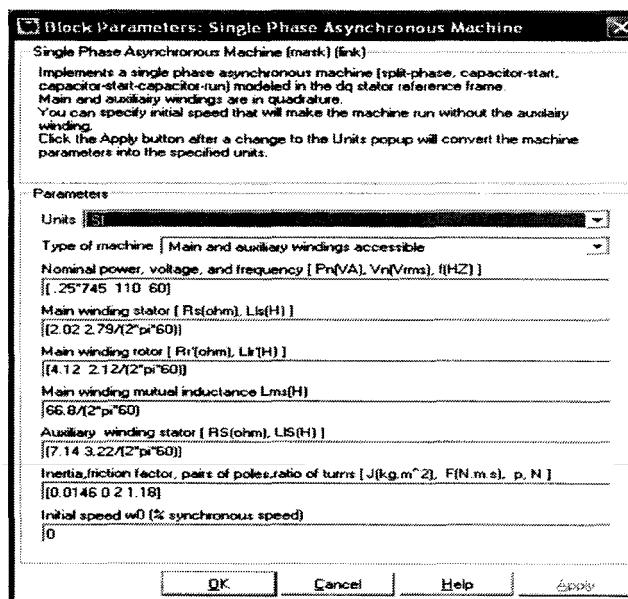 Block Parameters: Single Phase Asynchronous Machine
Single Phase Asynchronous Machine (mask) (link)
Implements a single phase asynchronous machine (split-phase, capacitor-start,
capacitor-start-capacitor-run) modeled in the dq stator reference frame.
Main and auxiliairy windings are in quadrature.
You can specify initial speed that will make the machine run without the auxlairy
winding.
Click the Apply button after a change to the Units popup will convert the machine
parameters into the specified units.
Parameters
Units SI
Type of machine Main and auxiliary windings accessible
Nominal power, voltage, and frequency [ Pn(VA), Vn(Vrms), f(HZ) ]
[ .25*745 110 60]
Main winding stator [ Rs(ohm), Lls(H) ]
[2.02 2.79/(2*pi*60)]
Main winding rotor [ Rr'(ohm), Llr'(H) ]
[4.12 2.12/(2*pi*60)]
Main winding mutual inductance Lms(H)
66.8/(2*pi*60)
Auxiliary winding stator [ RS(ohm), LlS(H) ]
[7.14 3.22/(2*pi*60)]
Inertia,friction factor, pairs of poles,ratio of turns [ J(kg.m^2), F(N.m.s), p, N ]
[0.0146 0 2 1.18]
Initial speed w0 (% synchronous speed)
0
OK Cancel Help Apply